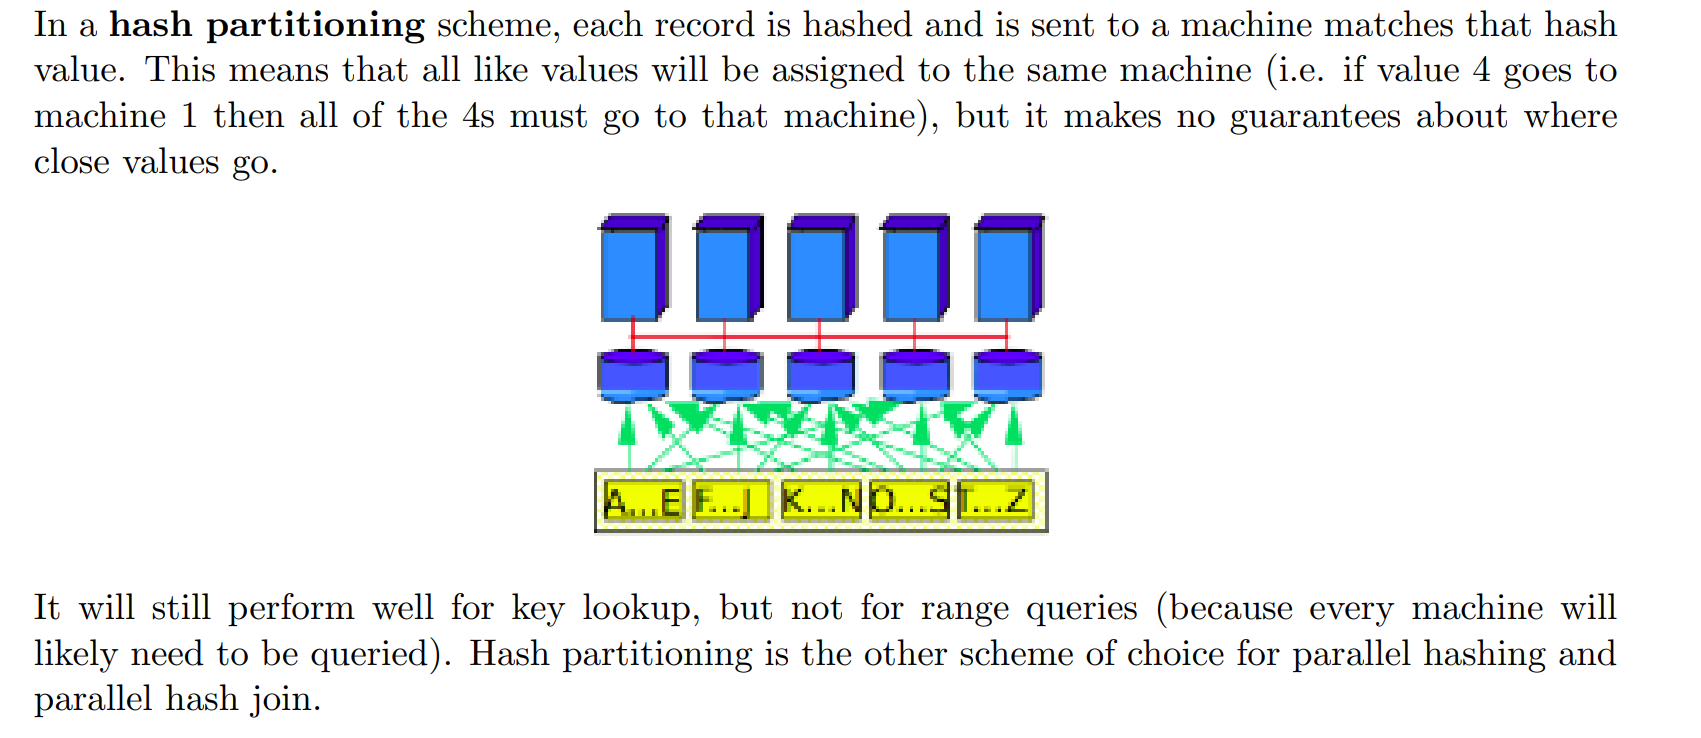 In a hash partitioning scheme, each record is hashed and is sent to a machine matches that hash
value. This means that all like values will be assigned to the same machine (i.e. if value 4 goes to
machine 1 then all of the 4s must go to that machine), but it makes no guarantees about where
close values go.
A...E F...J K...N O...S T...Z
It will still perform well for key lookup, but not for range queries (because every machine will
likely need to be queried). Hash partitioning is the other scheme of choice for parallel hashing and
parallel hash join.